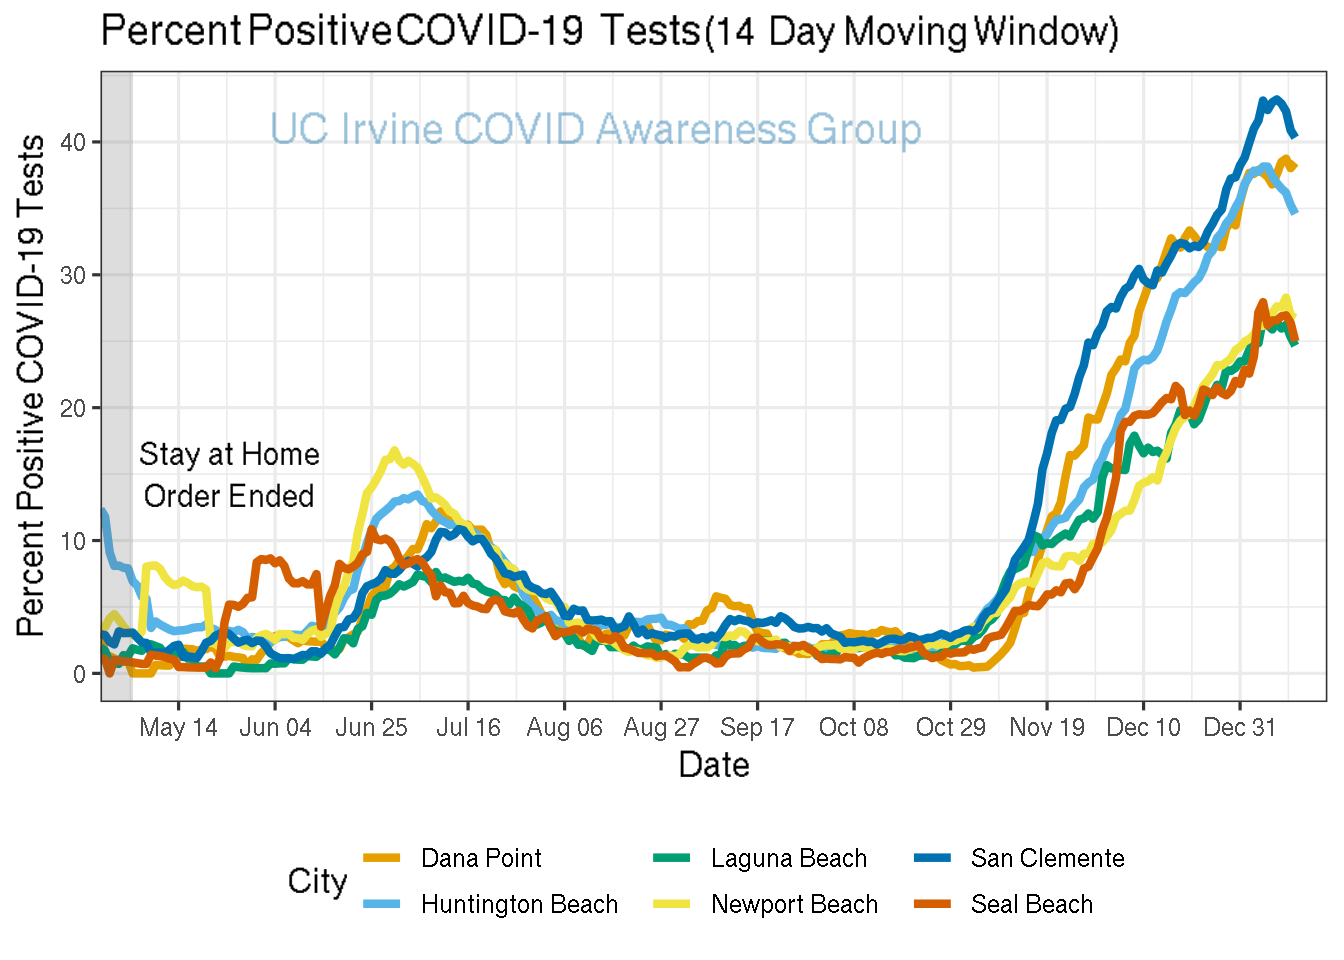 Percent Positive COVID-19 Tests (14 Day Moving Window)
UC Irvine COVID Awareness Group
Percent Positive COVID-19 Tests
40
30
20
10
0
Stay at Home
Order Ended
May 14 Jun 04 Jun 25 Jul 16 Aug 06 Aug 27 Sep 17 Oct 08 Oct 29 Nov 19 Dec 10 Dec 31
Date
City
Dana Point Laguna Beach San Clemente
Huntington Beach Newport Beach Seal Beach